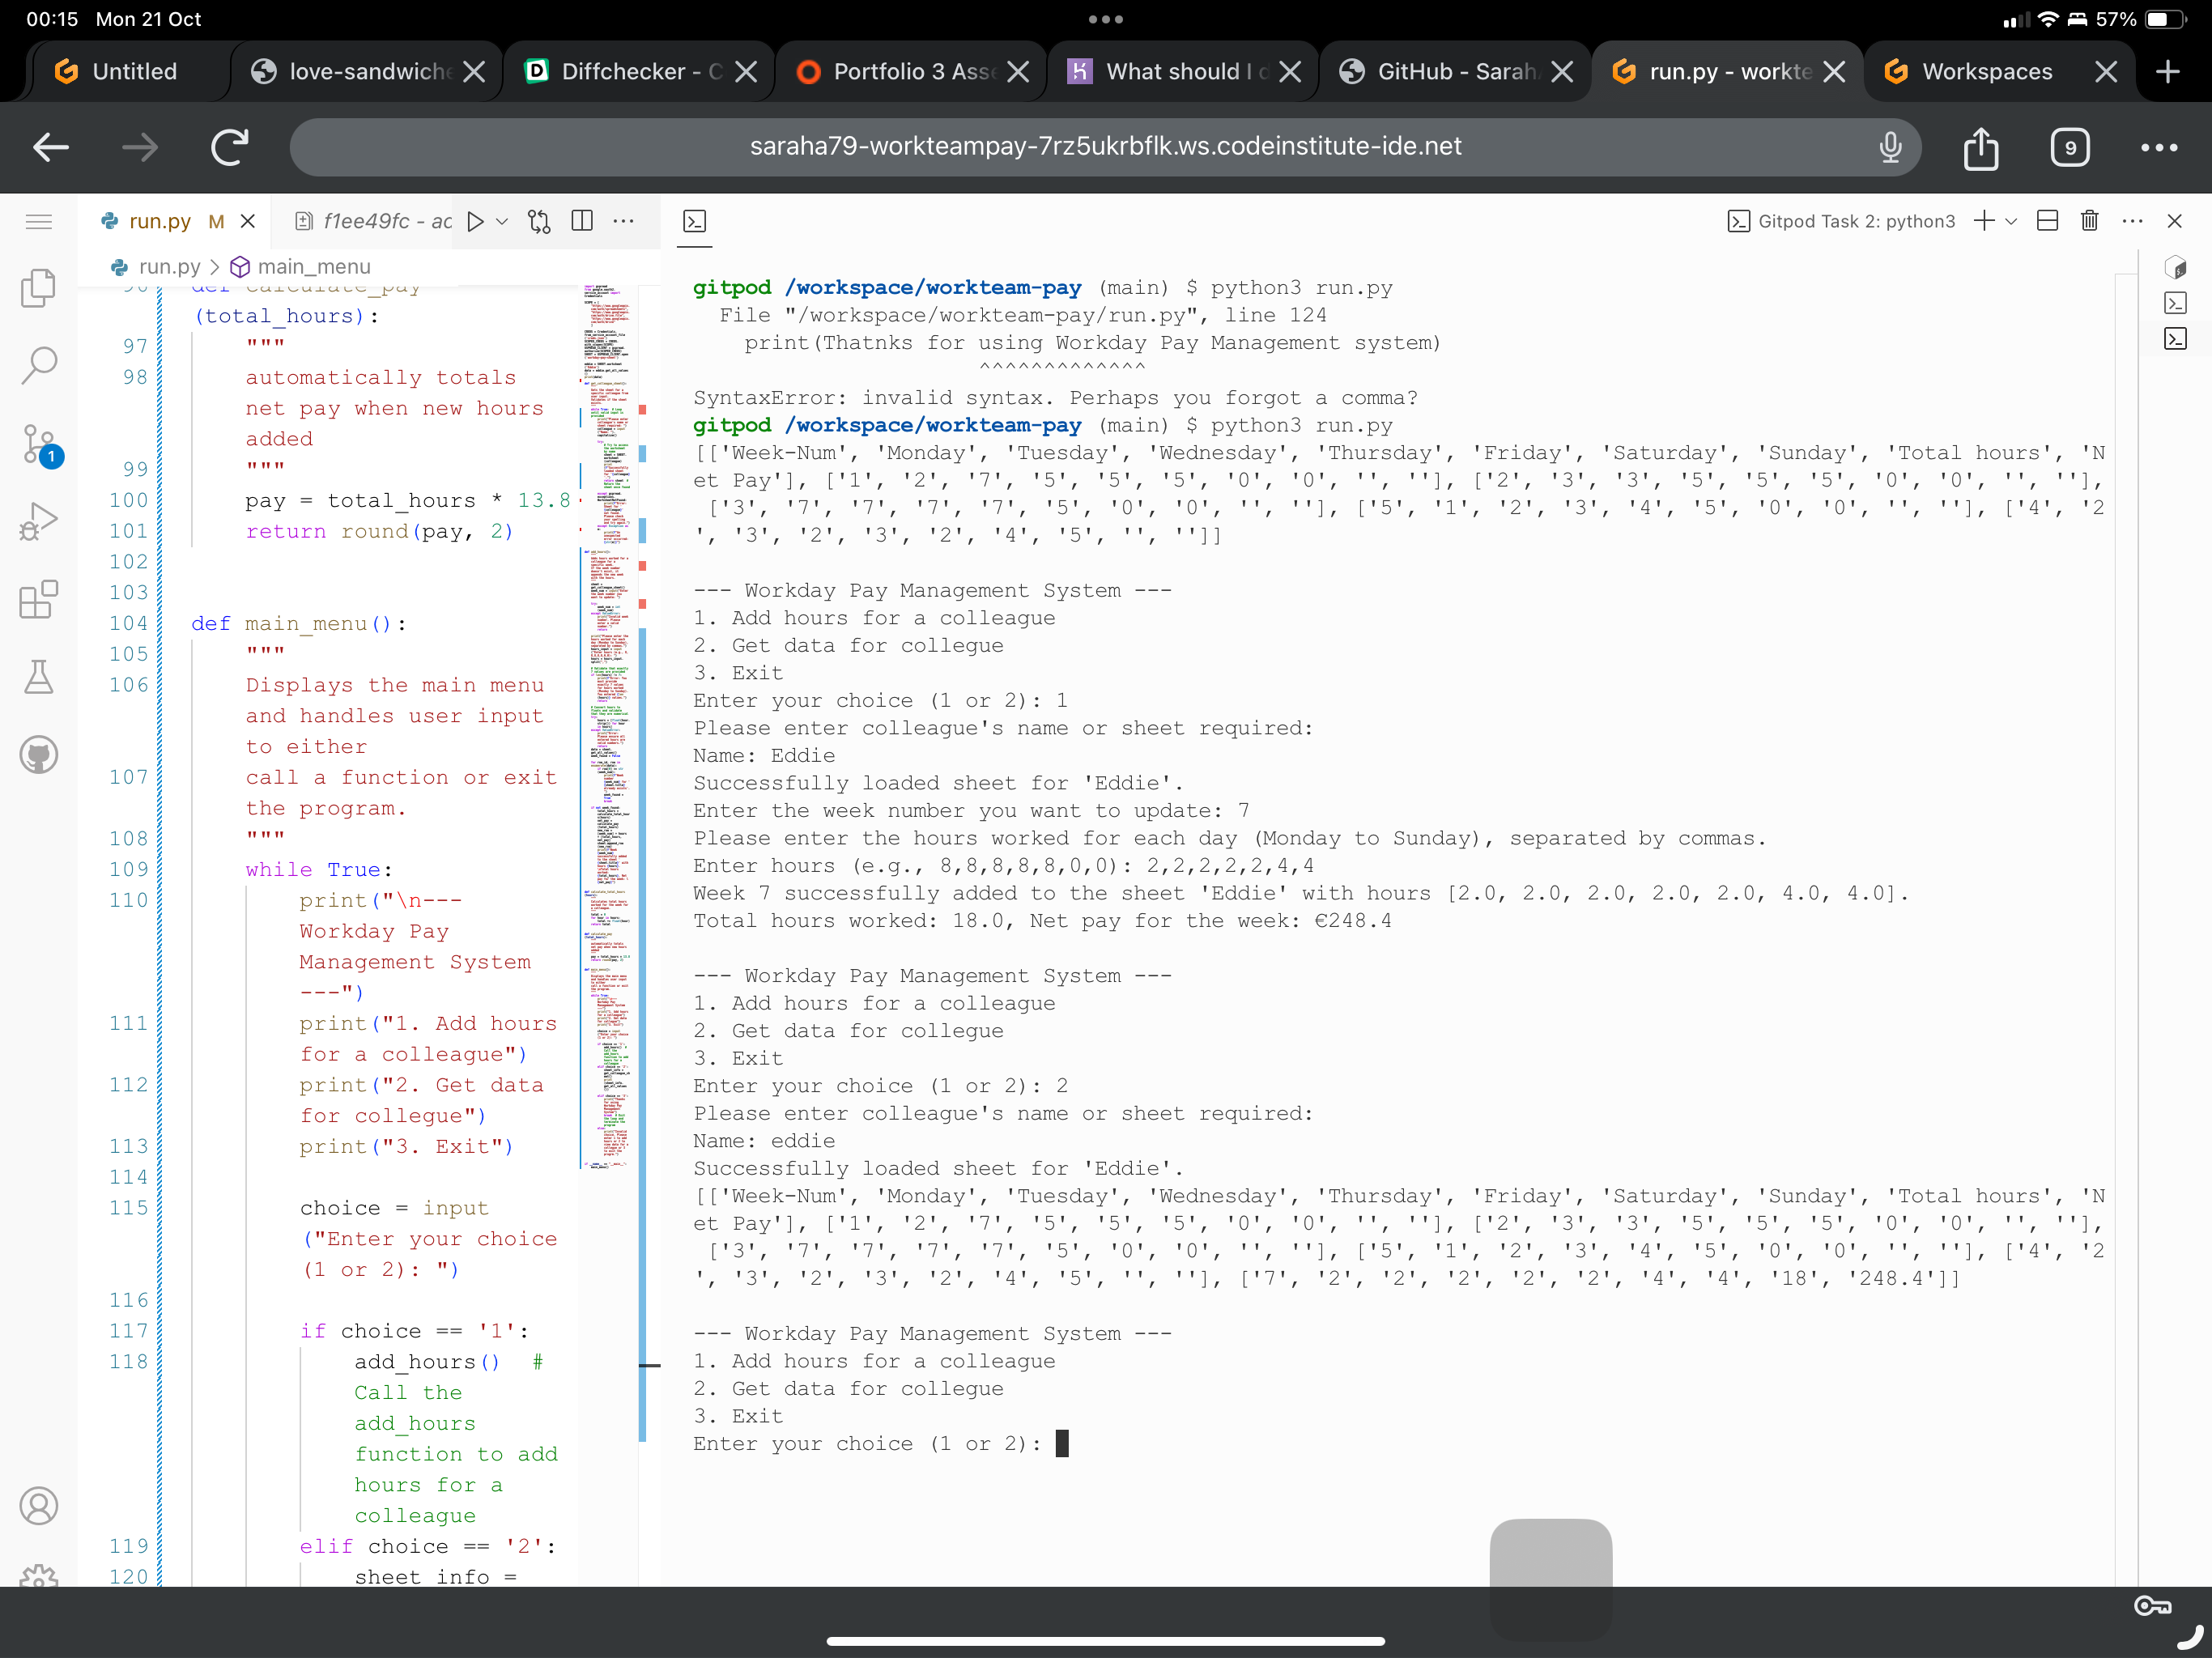 00:15 Mon 21 Oct
57%
Untitled
love-sandwiche
Diffchecker - C
Portfolio 3 Asse
What should I d
GitHub - Sarah
run.py - workte
Workspaces
saraha79-workteampay-7rz5ukrbflk.ws.codeinstitute-ide.net
9
run.py M
f1ee49fc - ac
Gitpod Task 2: python3
run.py > main_menu
1
96 def calculate_pay
(total_hours):
97 """
98 automatically totals
net pay when new hours
added
99 """
100 pay = total_hours * 13.8
101 return round(pay, 2)
102
103
104 def main_menu():
105 """
106 Displays the main menu
and handles user input
to either
107 call a function or exit
the program.
108 """
109 while True:
110 print("\n---
Workday Pay
Management System
---")
111 print("1. Add hours
for a colleague")
112 print("2. Get data
for collegue")
113 print("3. Exit")
114
115 choice = input
("Enter your choice
(1 or 2): ")
116
117 if choice == '1':
118 add_hours() #
Call the
add_hours
function to add
hours for a
colleague
119 elif choice == '2':
120 sheet_info =
gitpod /workspace/workteam-pay (main) $ python3 run.py
File "/workspace/workteam-pay/run.py", line 124
print(Thatnks for using Workday Pay Management system)
^^^^^^^^^^^^^
SyntaxError: invalid syntax. Perhaps you forgot a comma?
gitpod /workspace/workteam-pay (main) $ python3 run.py
[['Week-Num', 'Monday', 'Tuesday', 'Wednesday', 'Thursday', 'Friday', 'Saturday', 'Sunday', 'Total hours', 'N
et Pay'], ['1', '2', '7', '5', '5', '5', '0', '0', '', ''], ['2', '3', '3', '5', '5', '5', '0', '0', '', ''],
['3', '7', '7', '7', '7', '5', '0', '0', '', ''], ['5', '1', '2', '3', '4', '5', '0', '0', '', ''], ['4', '2
', '3', '2', '3', '2', '4', '5', '', '']]
--- Workday Pay Management System ---
1. Add hours for a colleague
2. Get data for collegue
3. Exit
Enter your choice (1 or 2): 1
Please enter colleague's name or sheet required:
Name: Eddie
Successfully loaded sheet for 'Eddie'.
Enter the week number you want to update: 7
Please enter the hours worked for each day (Monday to Sunday), separated by commas.
Enter hours (e.g., 8,8,8,8,8,0,0): 2,2,2,2,2,4,4
Week 7 successfully added to the sheet 'Eddie' with hours [2.0, 2.0, 2.0, 2.0, 2.0, 4.0, 4.0].
Total hours worked: 18.0, Net pay for the week: €248.4
--- Workday Pay Management System ---
1. Add hours for a colleague
2. Get data for collegue
3. Exit
Enter your choice (1 or 2): 2
Please enter colleague's name or sheet required:
Name: eddie
Successfully loaded sheet for 'Eddie'.
[['Week-Num', 'Monday', 'Tuesday', 'Wednesday', 'Thursday', 'Friday', 'Saturday', 'Sunday', 'Total hours', 'N
et Pay'], ['1', '2', '7', '5', '5', '5', '0', '0', '', ''], ['2', '3', '3', '5', '5', '5', '0', '0', '', ''],
['3', '7', '7', '7', '7', '5', '0', '0', '', ''], ['5', '1', '2', '3', '4', '5', '0', '0', '', ''], ['4', '2
', '3', '2', '3', '2', '4', '5', '', ''], ['7', '2', '2', '2', '2', '2', '4', '4', '18', '248.4']]
--- Workday Pay Management System ---
1. Add hours for a colleague
2. Get data for collegue
3. Exit
Enter your choice (1 or 2):